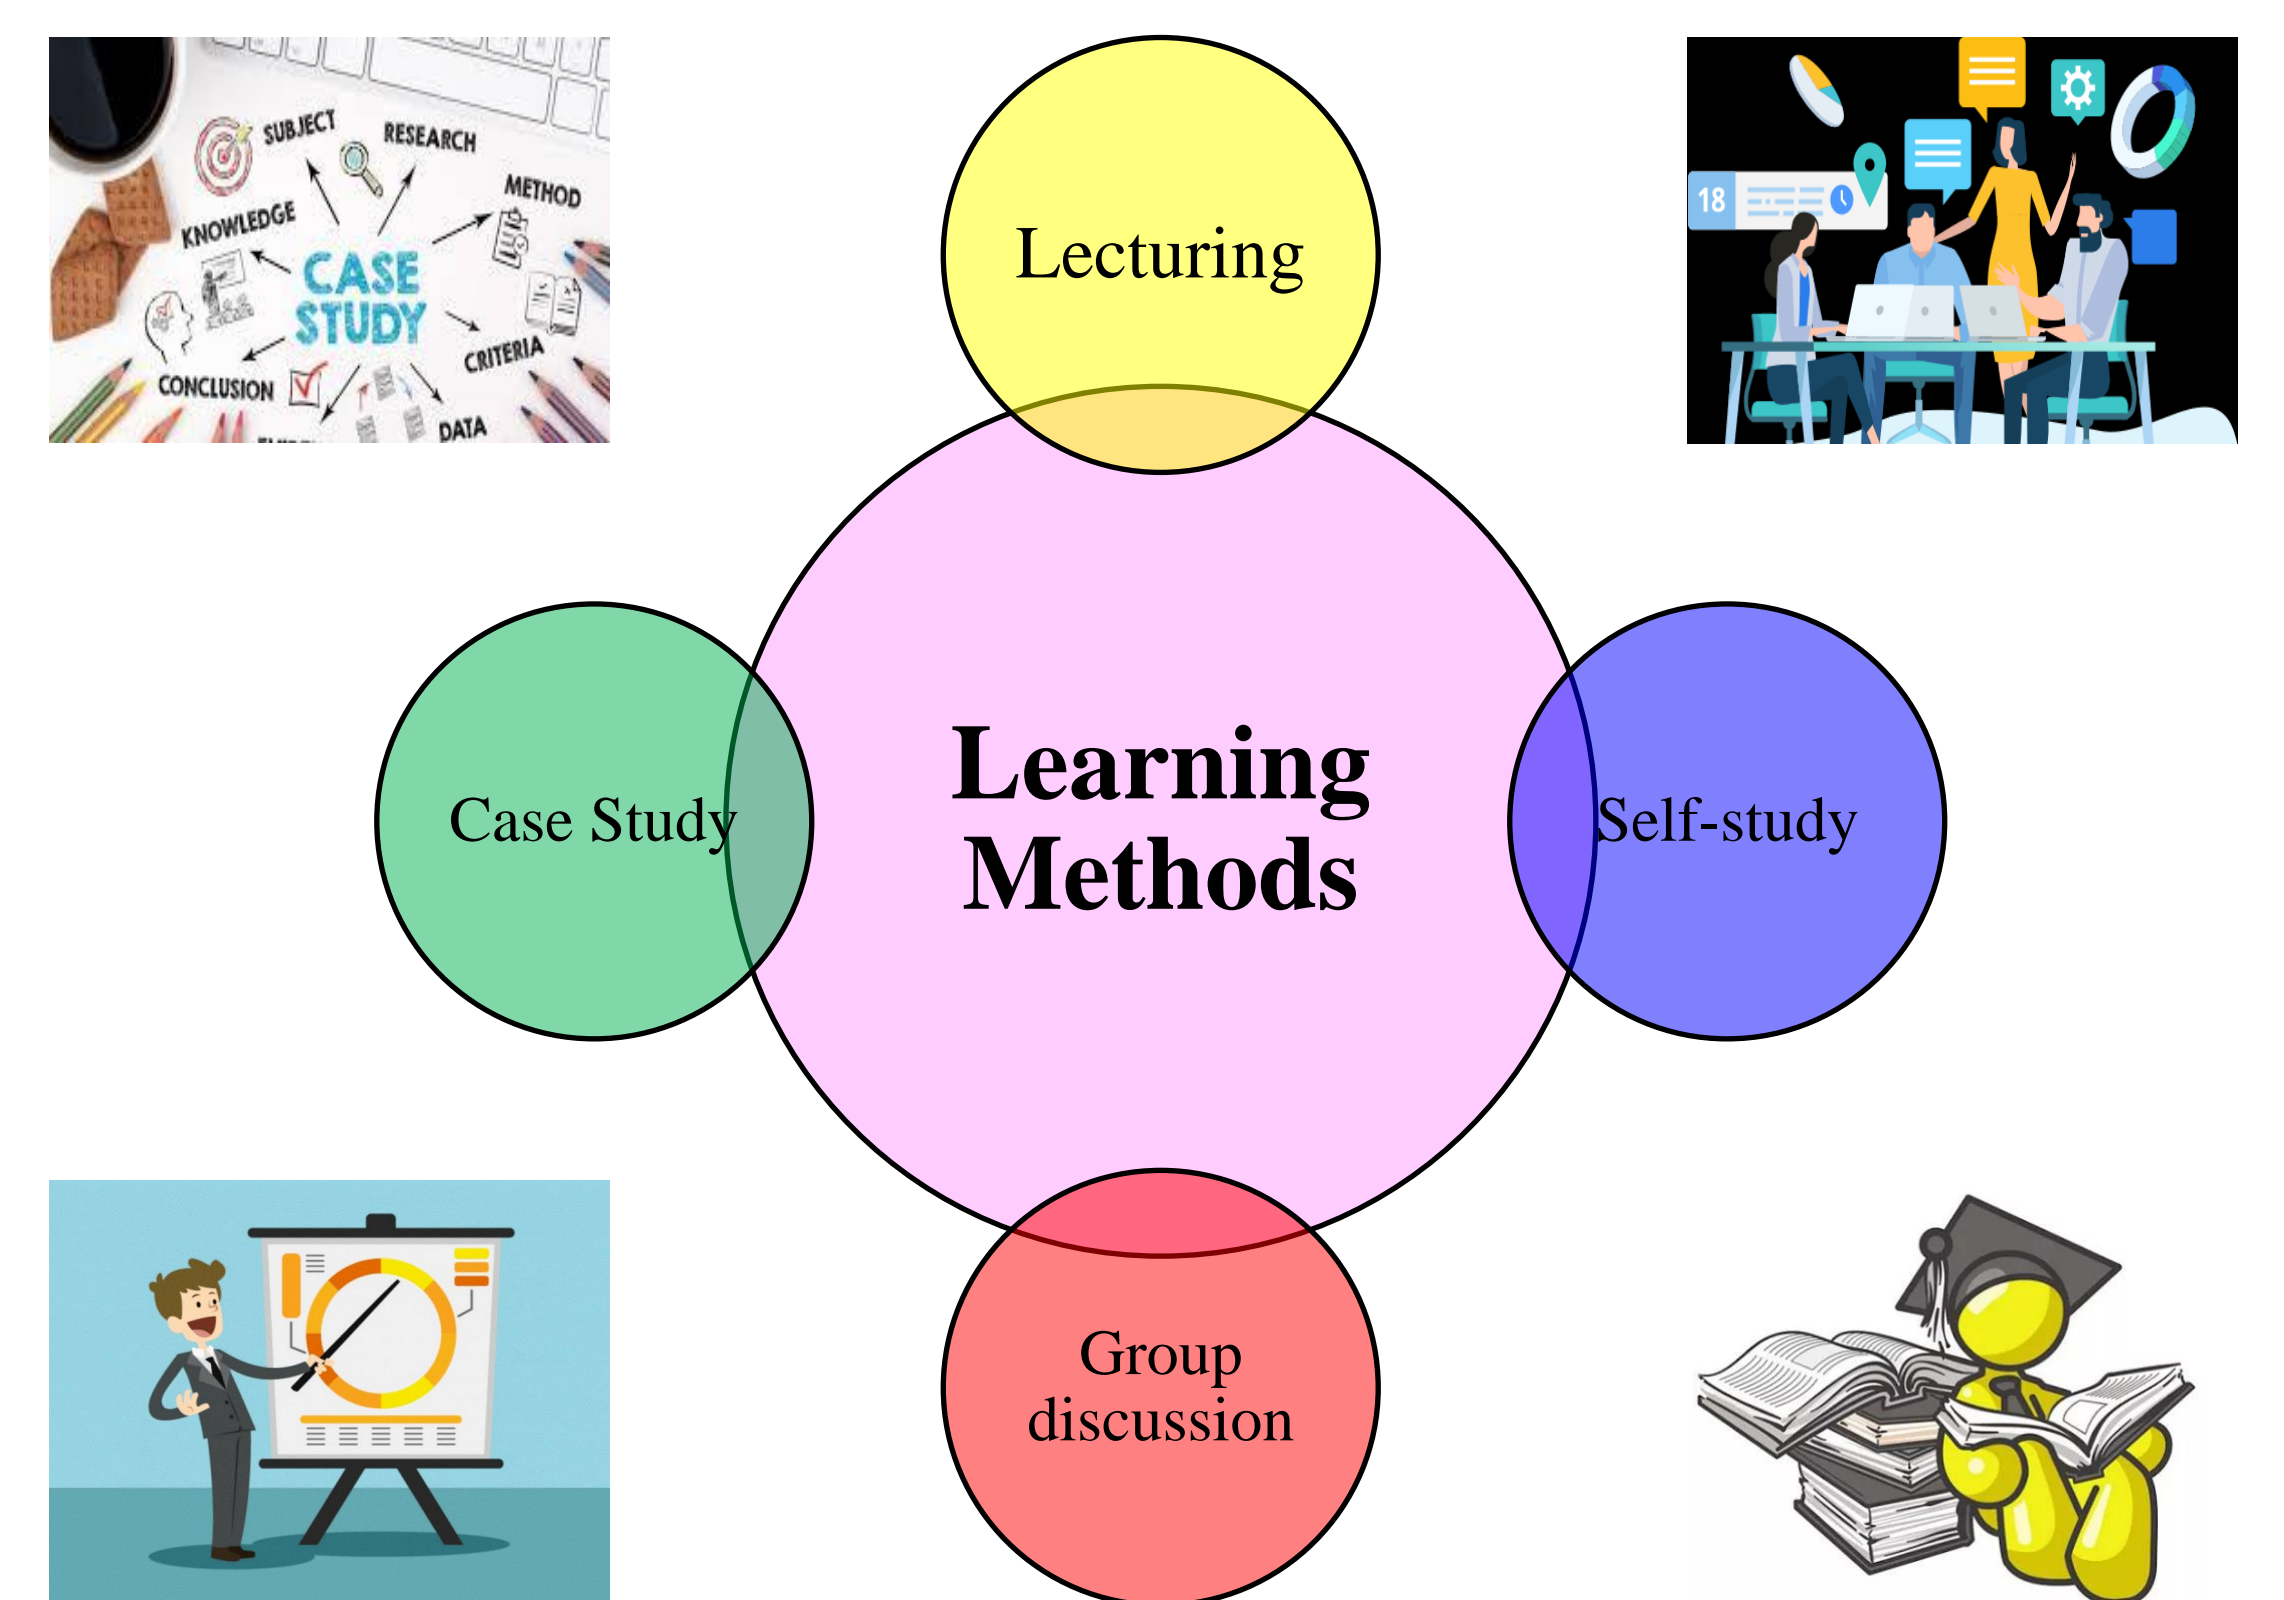 SUBJECT
RESEARCH
METHOD
KNOWLEDGE
CASE
STUDY
CRITERIA
CONCLUSION
DATA
Lecturing
18
Case Study
Learning
Methods
Self-study
Group
discussion